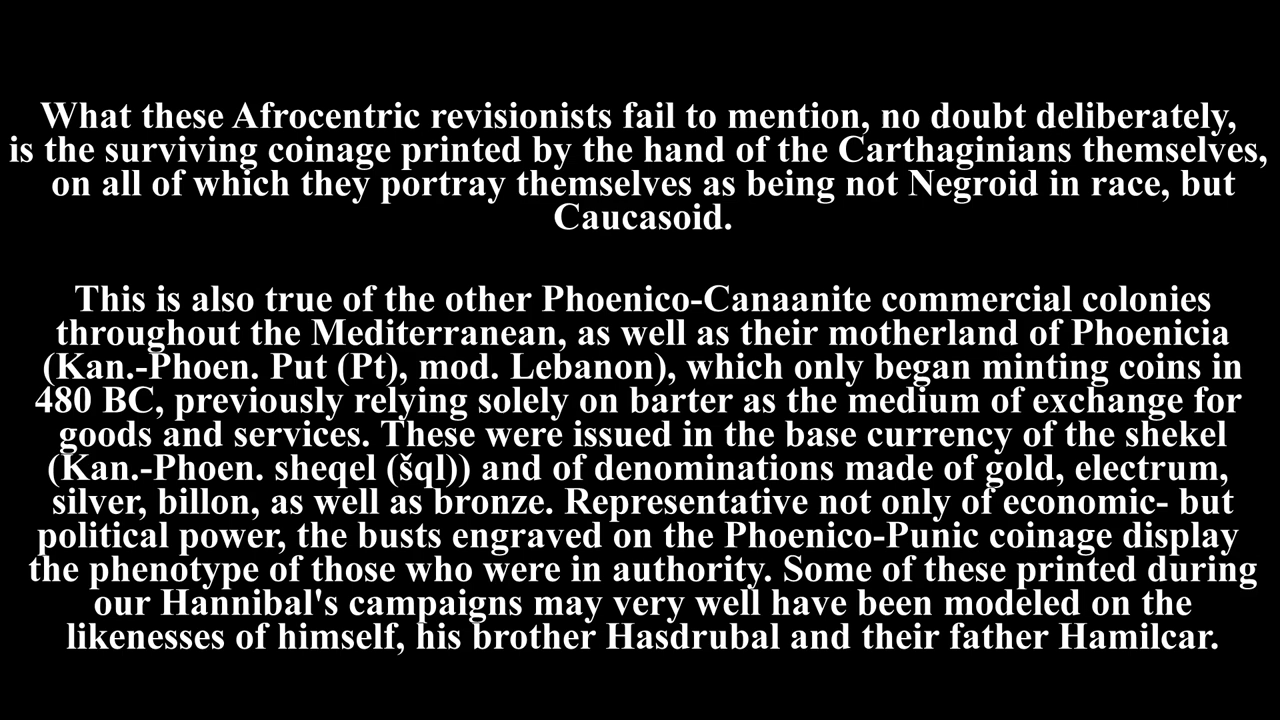 What these Afrocentric revisionists fail to mention, no doubt deliberately,
is the surviving coinage printed by the hand of the Carthaginians themselves,
on all of which they portray themselves as being not Negroid in race, but
Caucasoid.
This is also true of the other Phoenico-Canaanite commercial colonies
throughout the Mediterranean, as well as their motherland of Phoenicia
(Kan.-Phoen. Put (Pt), mod. Lebanon), which only began minting coins in
480 BC, previously relying solely on barter as the medium of exchange for
goods and services. These were issued in the base currency of the shekel
(Kan.-Phoen. sheqel (šql)) and of denominations made of gold, electrum,
silver, billon, as well as bronze. Representative not only of economic- but
political power, the busts engraved on the Phoenico-Punic coinage display
the phenotype of those who were in authority. Some of these printed during
our Hannibal's campaigns may very well have been modeled on the
likenesses of himself, his brother Hasdrubal and their father Hamilcar.